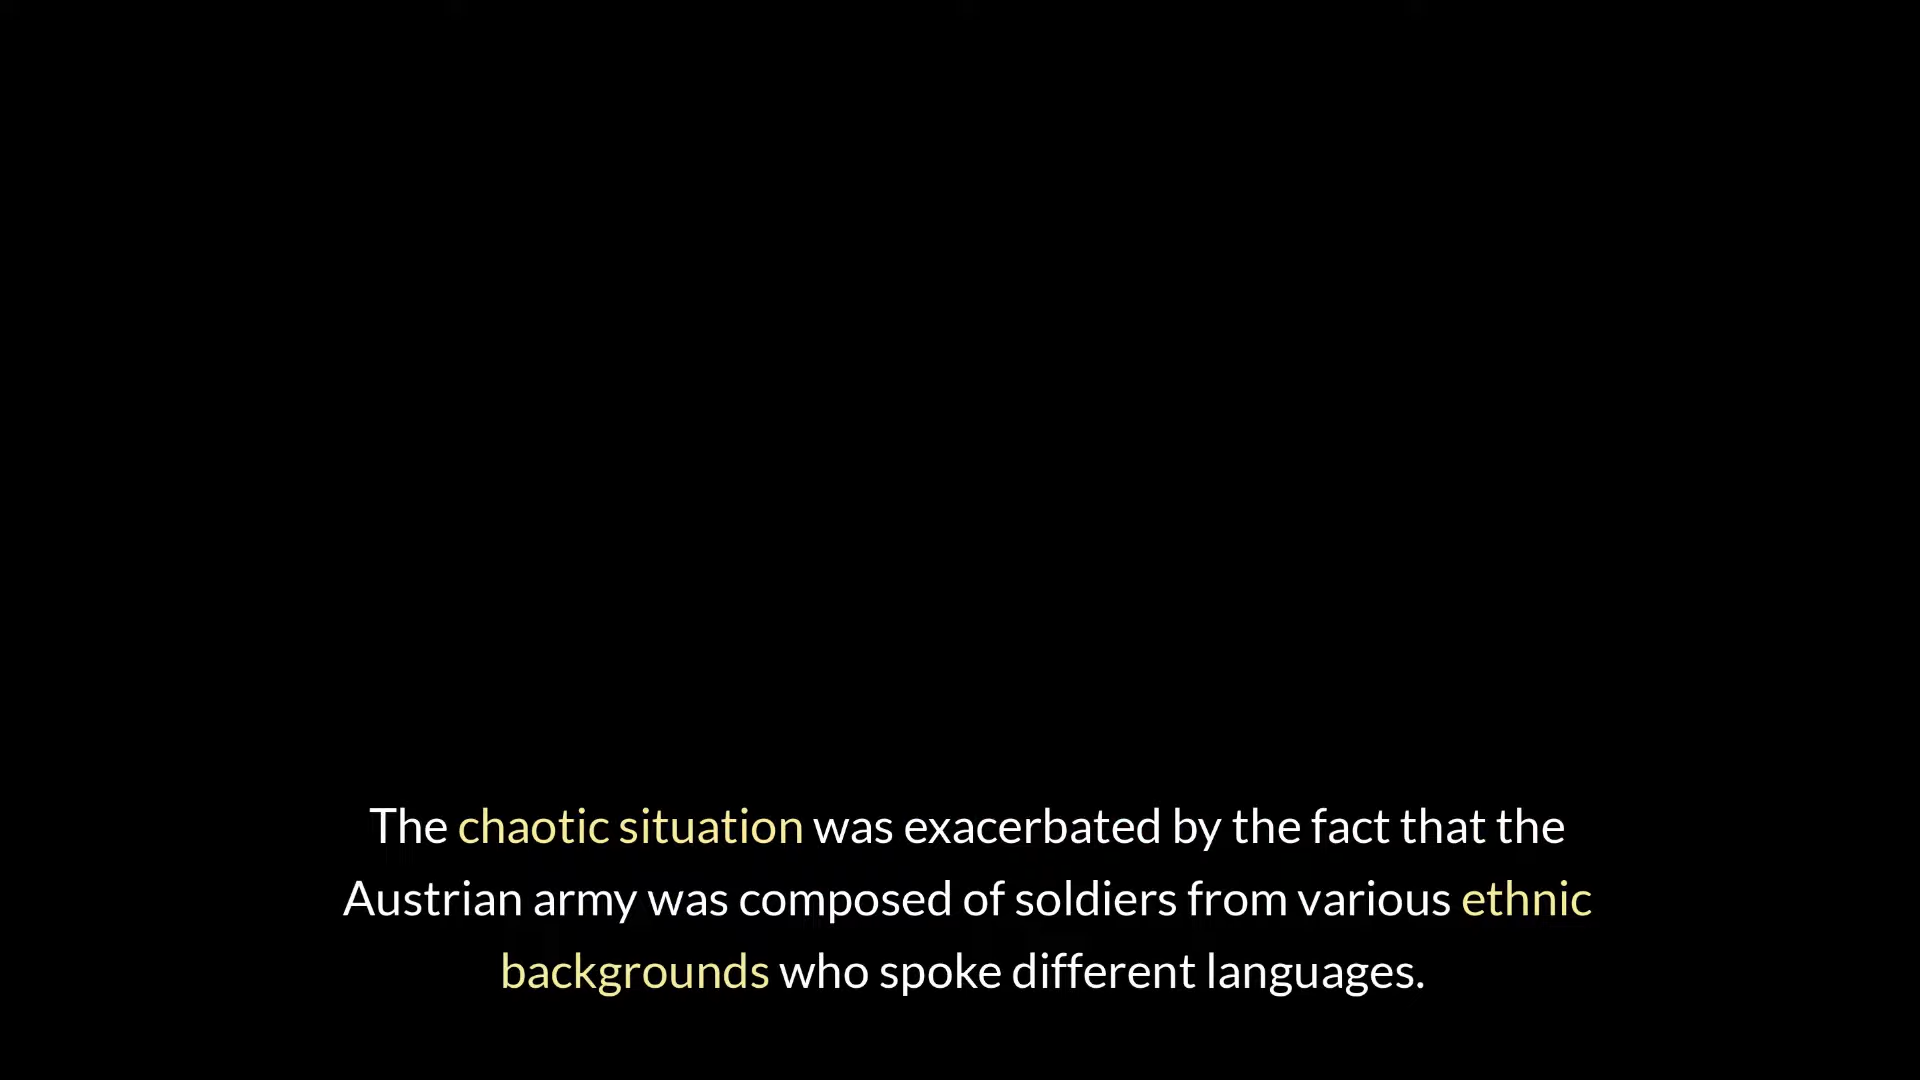 The chaotic situation was exacerbated by the fact that the
Austrian army was composed of soldiers from various ethnic
backgrounds who spoke different languages.